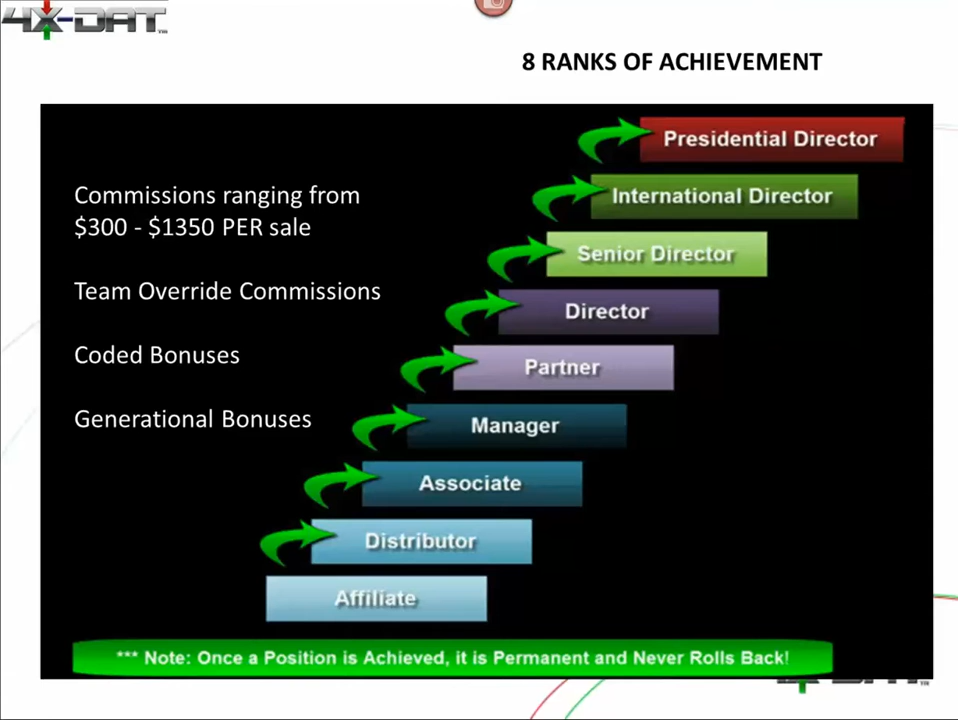 4X-DAT™
8 RANKS OF ACHIEVEMENT
Presidential Director
International Director
Senior Director
Director
Partner
Manager
Associate
Distributor
Affiliate
Commissions ranging from
$300 - $1350 PER sale
Team Override Commissions
Coded Bonuses
Generational Bonuses
*** Note: Once a Position is Achieved, it is Permanent and Never Rolls Back!